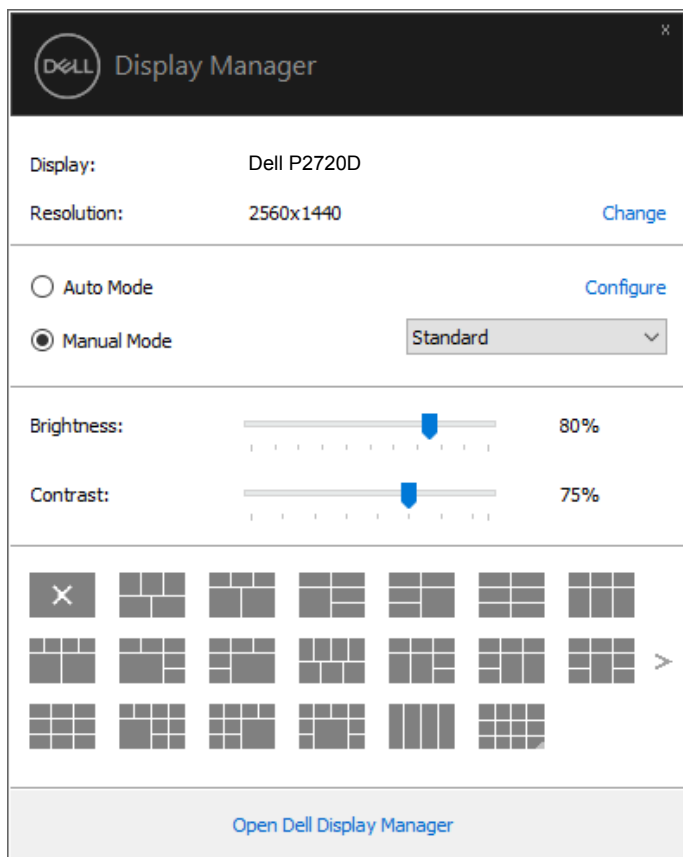 x
DELL Display Manager
Display: Dell P2720D
Resolution: 2560x1440 Change
Auto Mode Configure
Manual Mode Standard
Brightness: 80%
Contrast: 75%
Open Dell Display Manager